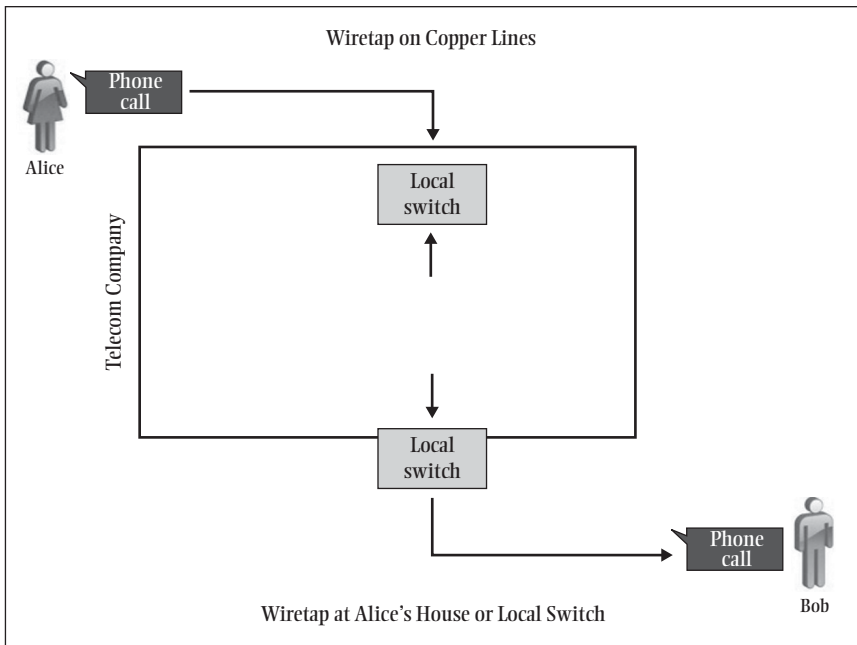 Wiretap on Copper Lines
Phone
call
Alice
Local
switch
Telecom Company
Local
switch
Phone
call
Bob
Wiretap at Alice's House or Local Switch